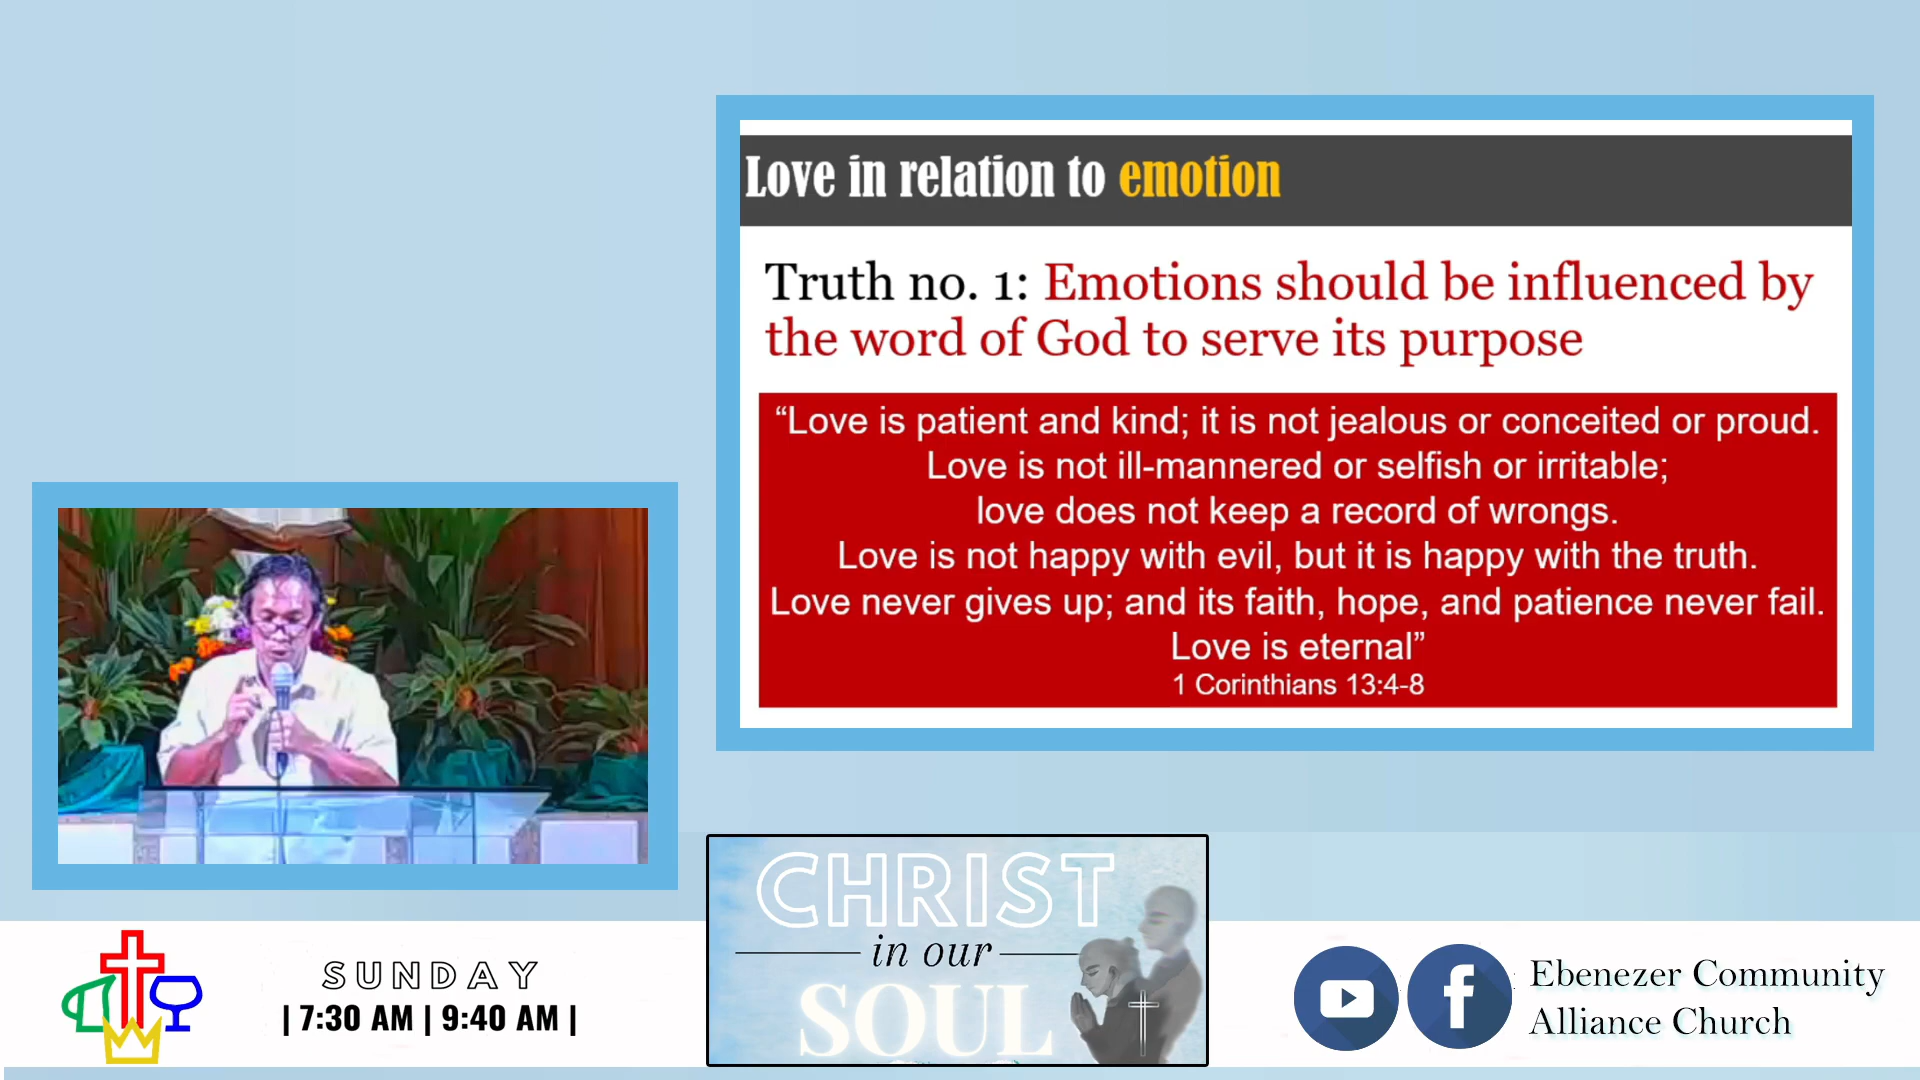 Love in relation to emotion
Truth no. 1: Emotions should be influenced by
the word of God to serve its purpose
“Love is patient and kind; it is not jealous or conceited or proud.
Love is not ill-mannered or selfish or irritable;
love does not keep a record of wrongs.
Love is not happy with evil, but it is happy with the truth.
Love never gives up; and its faith, hope, and patience never fail.
Love is eternal”
1 Corinthians 13:4-8
SUNDAY
| 7:30 AM | 9:40 AM |
CHRIST
in our
SOUL
Ebenezer Community
Alliance Church